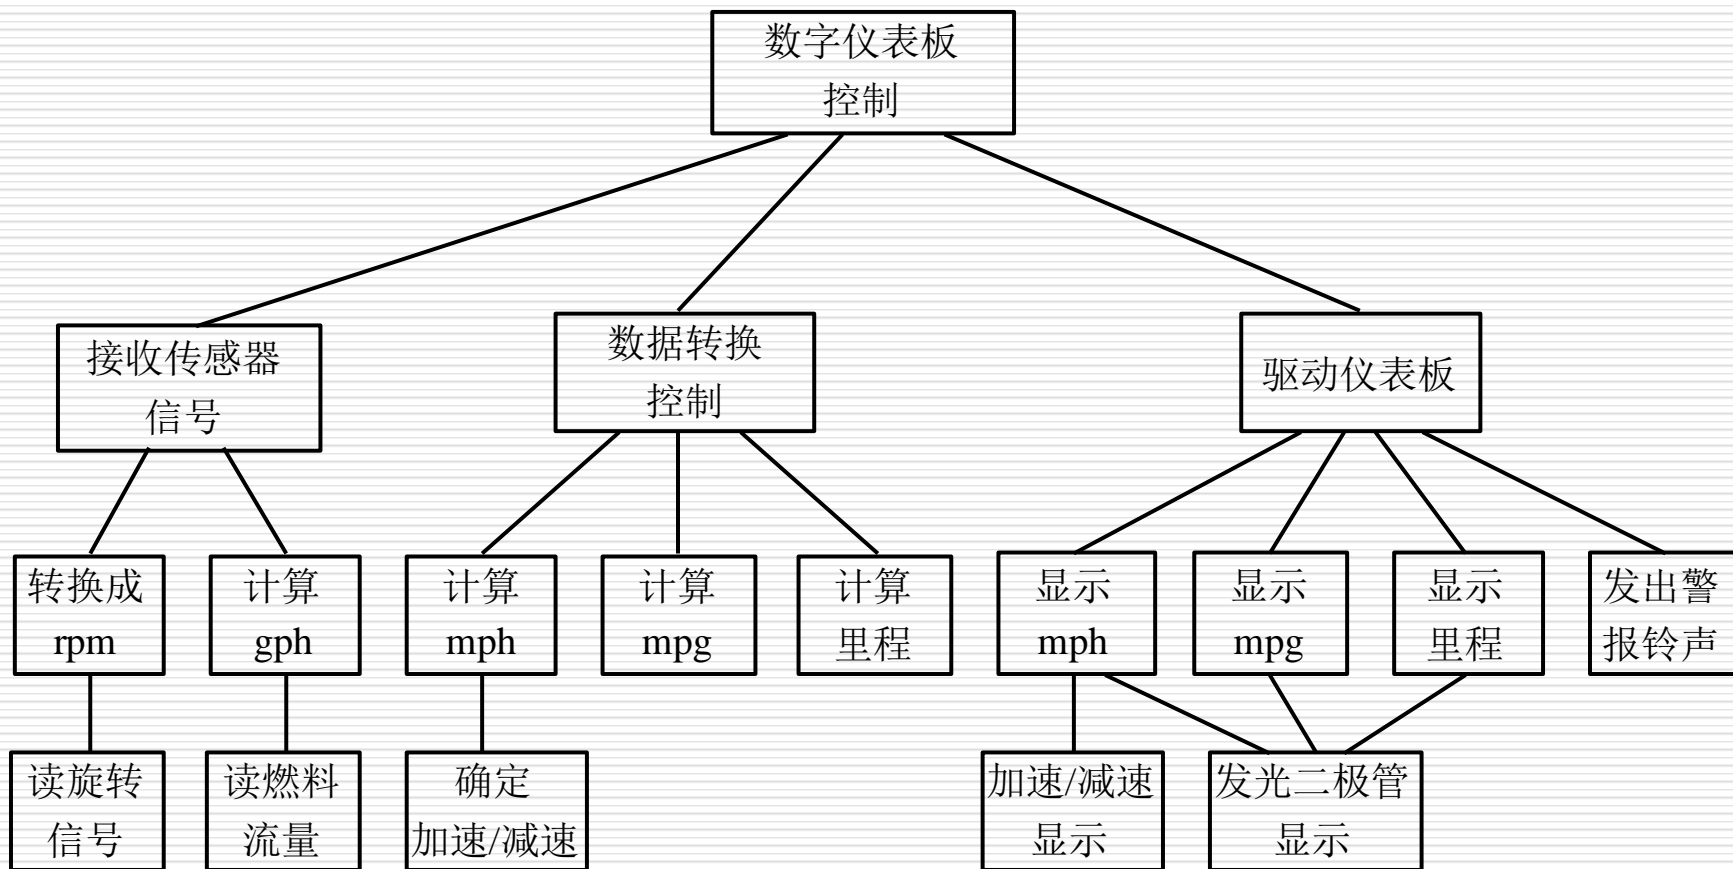 数字仪表板
控制
接收传感器
信号
数据转换
控制
驱动仪表板
转换成
rpm
计算
gph
计算
mph
计算
mpg
计算
里程
显示
mph
显示
mpg
显示
里程
发出警
报铃声
读旋转
信号
读燃料
流量
确定
加速/减速
加速/减速
显示
发光二极管
显示